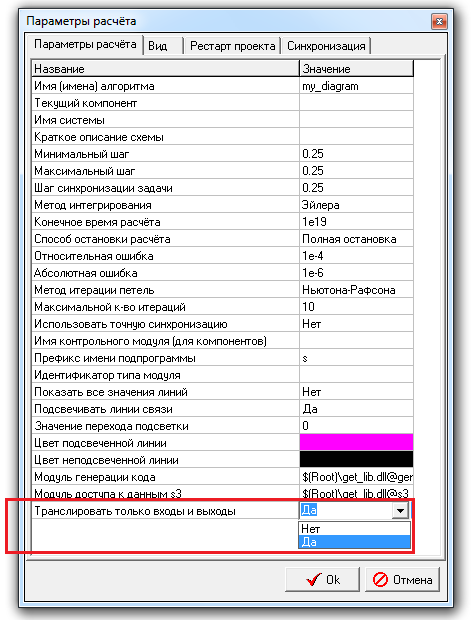 Параметры расчёта
Параметры расчёта Вид Рестарт проекта Синхронизация
Название Значение
Имя (имена) алгоритма my_diagram
Текущий компонент
Имя системы
Краткое описание схемы
Минимальный шаг 0.25
Максимальный шаг 0.25
Шаг синхронизации задачи 0.25
Метод интегрирования Эйлера
Конечное время расчёта 1e19
Способ остановки расчёта Полная остановка
Относительная ошибка 1e-4
Абсолютная ошибка 1e-6
Метод итерации петель Ньютона-Рафсона
Максимальной к-во итераций 10
Использовать точную синхронизацию Нет
Имя контрольного модуля (для компонентов)
Префикс имени подпрограммы s
Идентификатор типа модуля
Показать все значения линий Нет
Подсвечивать линии связи Да
Значение перехода подсветки 0
Цвет подсвеченной линии
Цвет неподсвеченной линии
Модуль генерации кода $(Root)\get_lib.dll@ger
Модуль доступа к данным s3 $(Root)\get_lib.dll@s3
Транслировать только входы и выходы Да
Нет
Да
Ok Отмена